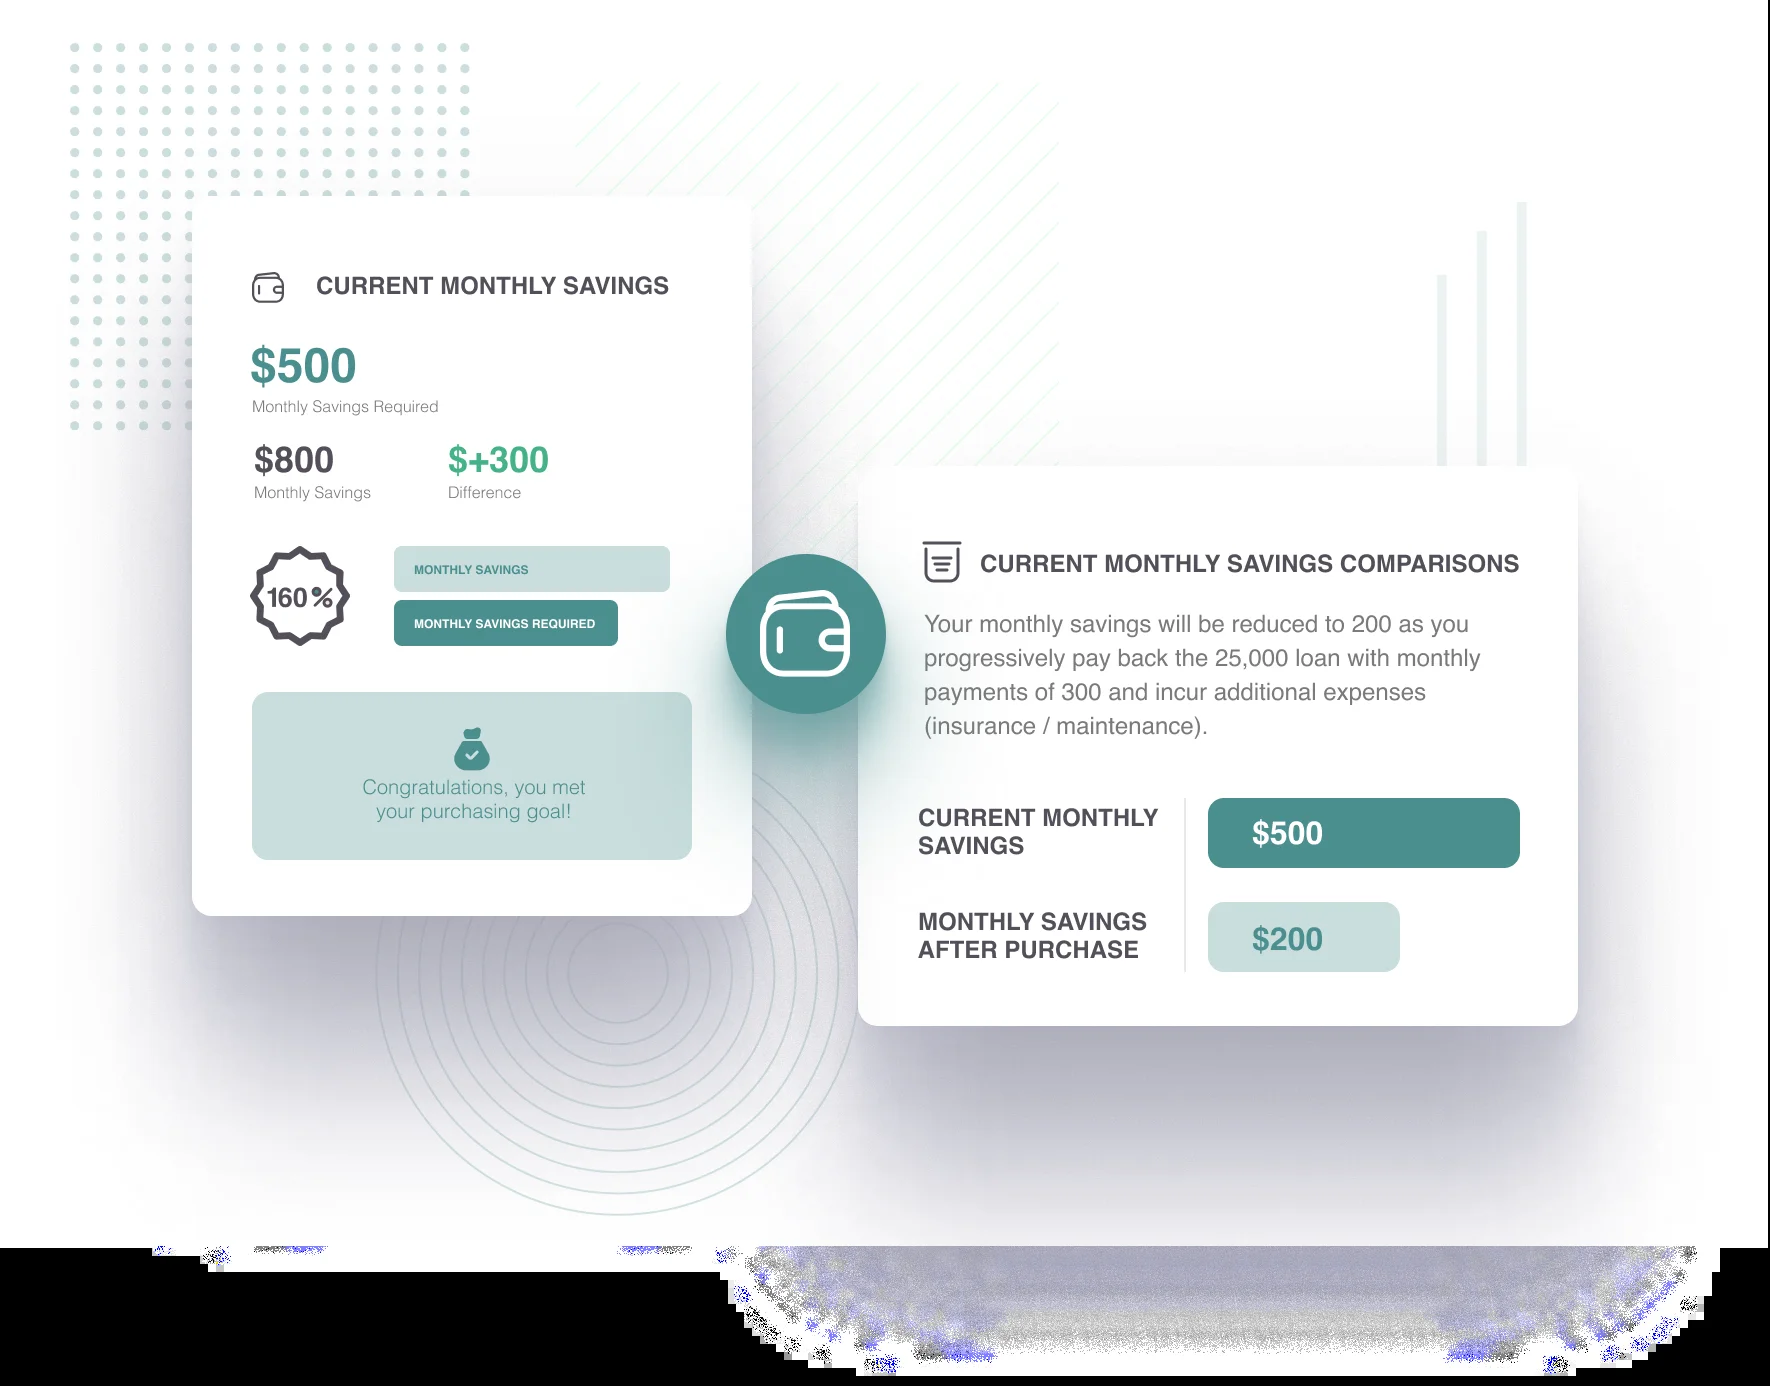 CURRENT MONTHLY SAVINGS
$500
Monthly Savings Required
$800
Monthly Savings
$+300
Difference
160%
MONTHLY SAVINGS
MONTHLY SAVINGS REQUIRED
Congratulations, you met
your purchasing goal!
CURRENT MONTHLY SAVINGS COMPARISONS
Your monthly savings will be reduced to 200 as you
progressively pay back the 25,000 loan with monthly
payments of 300 and incur additional expenses
(insurance / maintenance).
CURRENT MONTHLY
SAVINGS
$500
MONTHLY SAVINGS
AFTER PURCHASE
$200